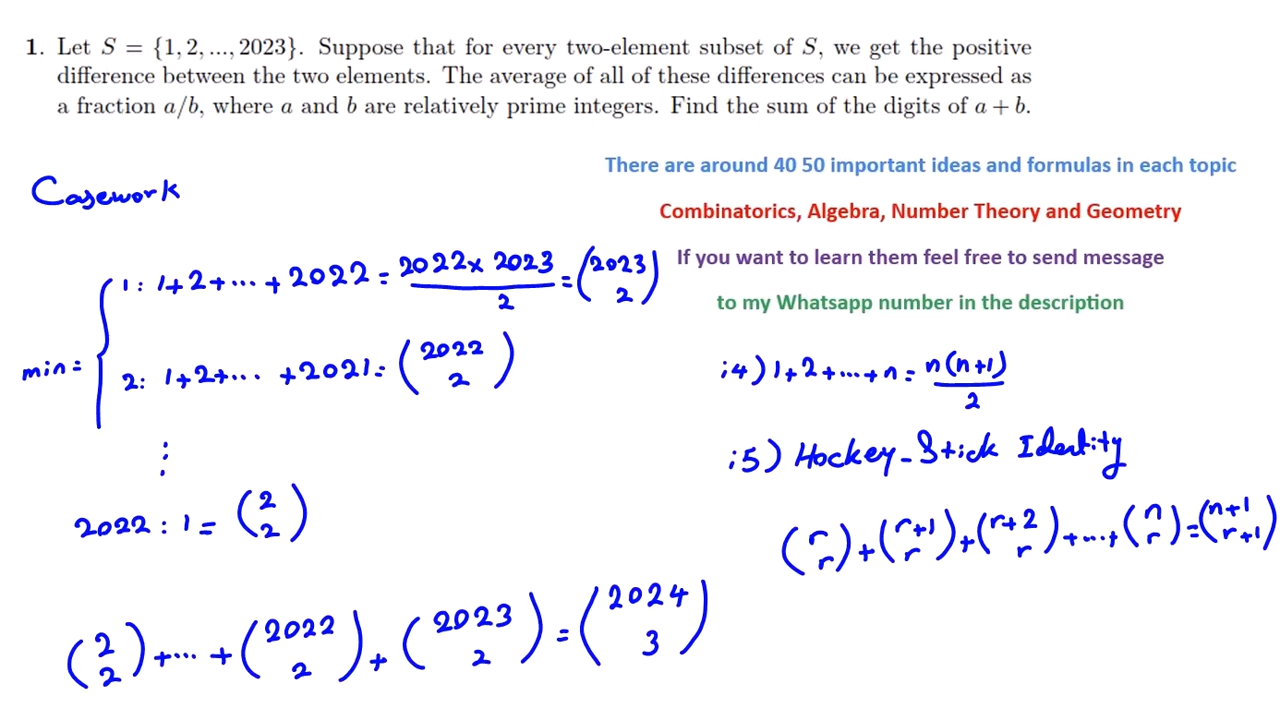 1. Let S = {1, 2, ..., 2023}. Suppose that for every two-element subset of S, we get the positive
difference between the two elements. The average of all of these differences can be expressed as
a fraction a/b, where a and b are relatively prime integers. Find the sum of the digits of a + b.
There are around 40 50 important ideas and formulas in each topic
Casework
Combinatorics, Algebra, Number Theory and Geometry
If you want to learn them feel free to send message
to my Whatsapp number in the description
min = { 1: 1+2+...+2022 = 2022×2023/2 = (2023 2)
2: 1+2+... +2021 = (2022 2)
⋮
2022 : 1 = (2 2)
i4) 1+2+...+n = n(n+1)/2
i5) Hockey-Stick Identity
(r r) + (r+1 r) + (r+2 r) + ... + (n r) = (n+1 r+1)
(2 2) + ... + (2022 2) + (2023 2) = (2024 3)